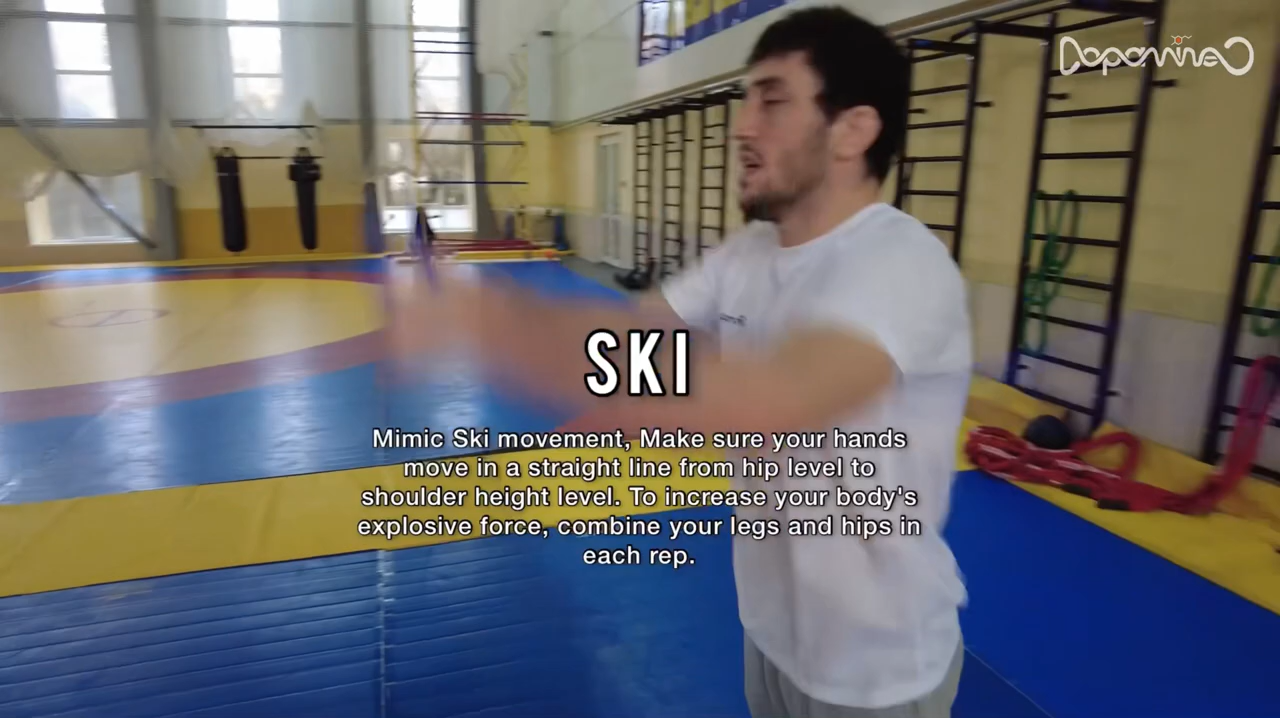 DopamineO
SKI
Mimic Ski movement, Make sure your hands
move in a straight line from hip level to
shoulder height level. To increase your body's
explosive force, combine your legs and hips in
each rep.